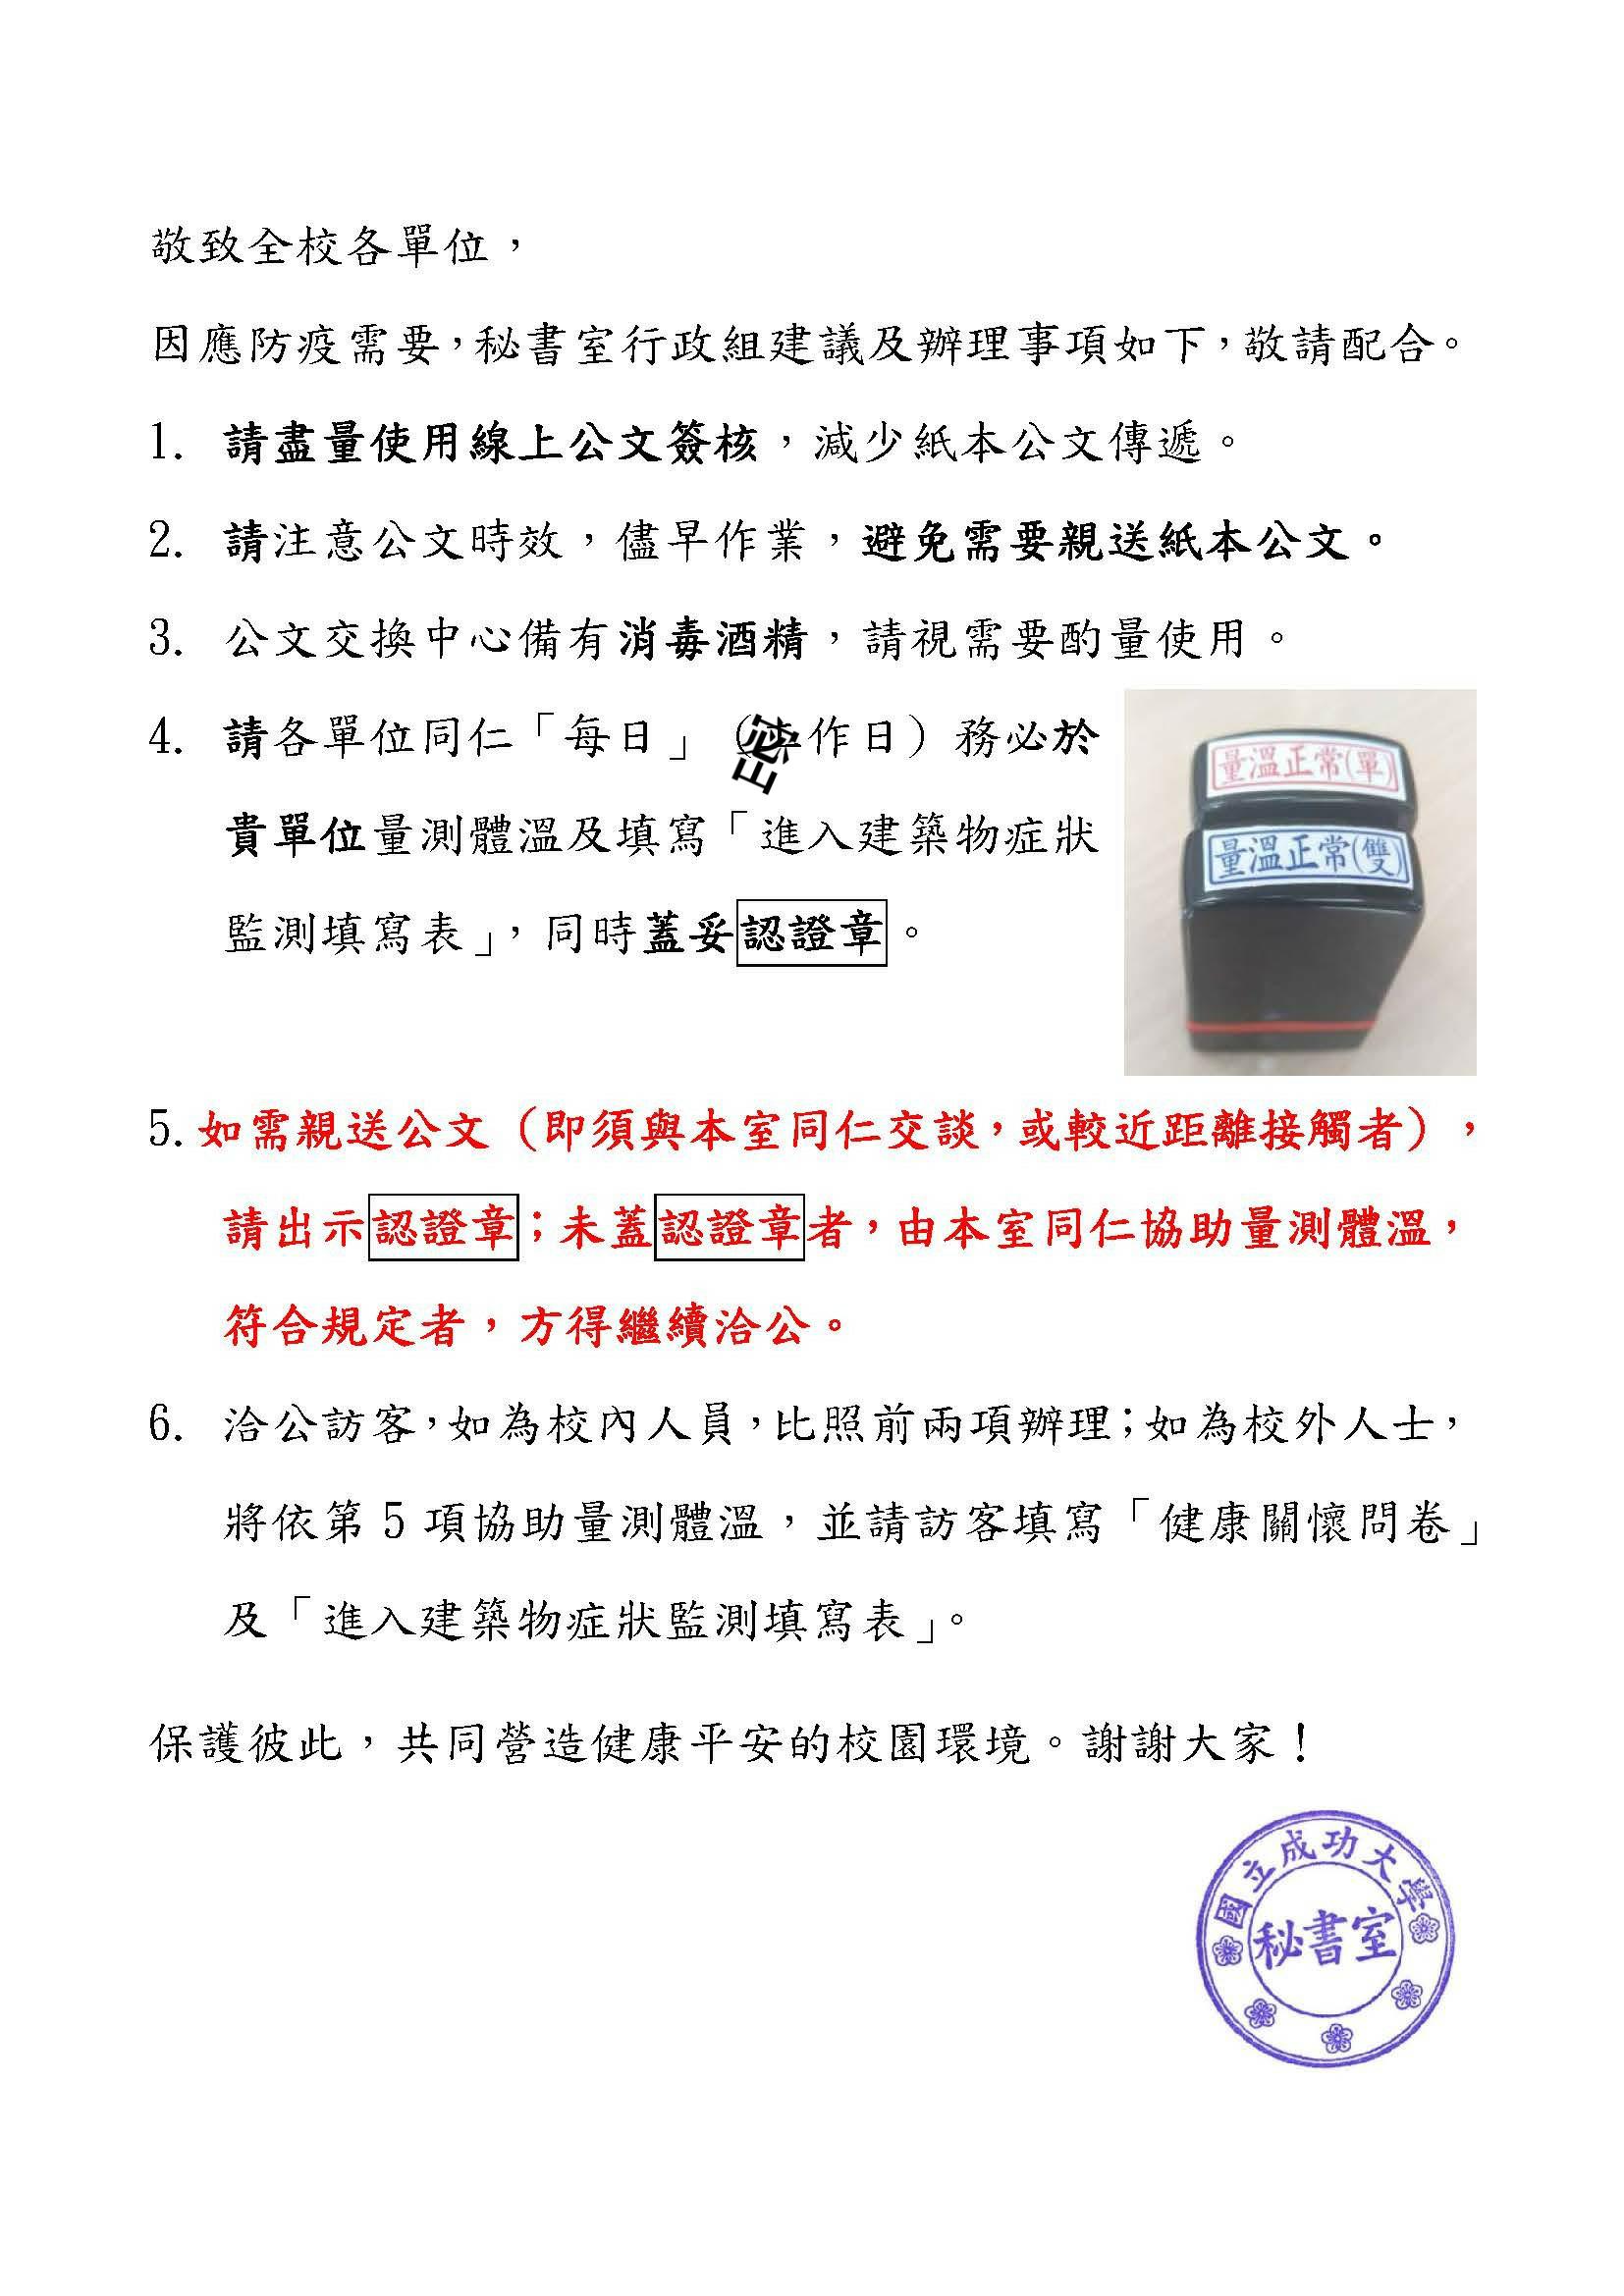 敬致全校各單位，
因應防疫需要，秘書室行政組建議及辦理事項如下，敬請配合。
1. 請盡量使用線上公文簽核，減少紙本公文傳遞。
2. 請注意公文時效，儘早作業，避免需要親送紙本公文。
3. 公文交換中心備有消毒酒精，請視需要酌量使用。
4. 請各單位同仁「每日」（作日）務必於
貴單位量測體溫及填寫「進入建築物症狀
監測填寫表」，同時蓋妥認證章。
量溫正常(單)
量溫正常(雙)
5. 如需親送公文（即須與本室同仁交談，或較近距離接觸者），
請出示認證章；未蓋認證章者，由本室同仁協助量測體溫，
符合規定者，方得繼續洽公。
6. 洽公訪客，如為校內人員，比照前兩項辦理；如為校外人士，
將依第 5 項協助量測體溫，並請訪客填寫「健康關懷問卷」
及「進入建築物症狀監測填寫表」。
保護彼此，共同營造健康平安的校園環境。謝謝大家！
國立成功大學
秘書室